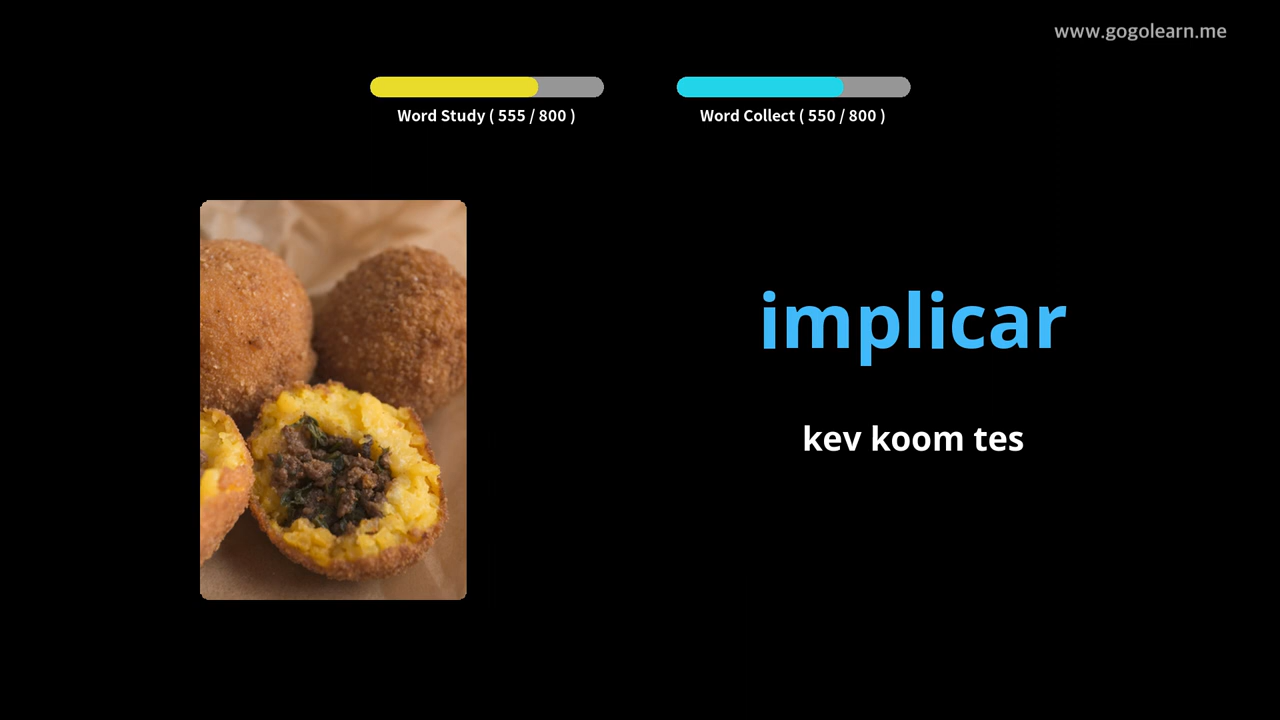 www.gogolearn.me
Word Study ( 555 / 800 )
Word Collect ( 550 / 800 )
implicar
kev koom tes